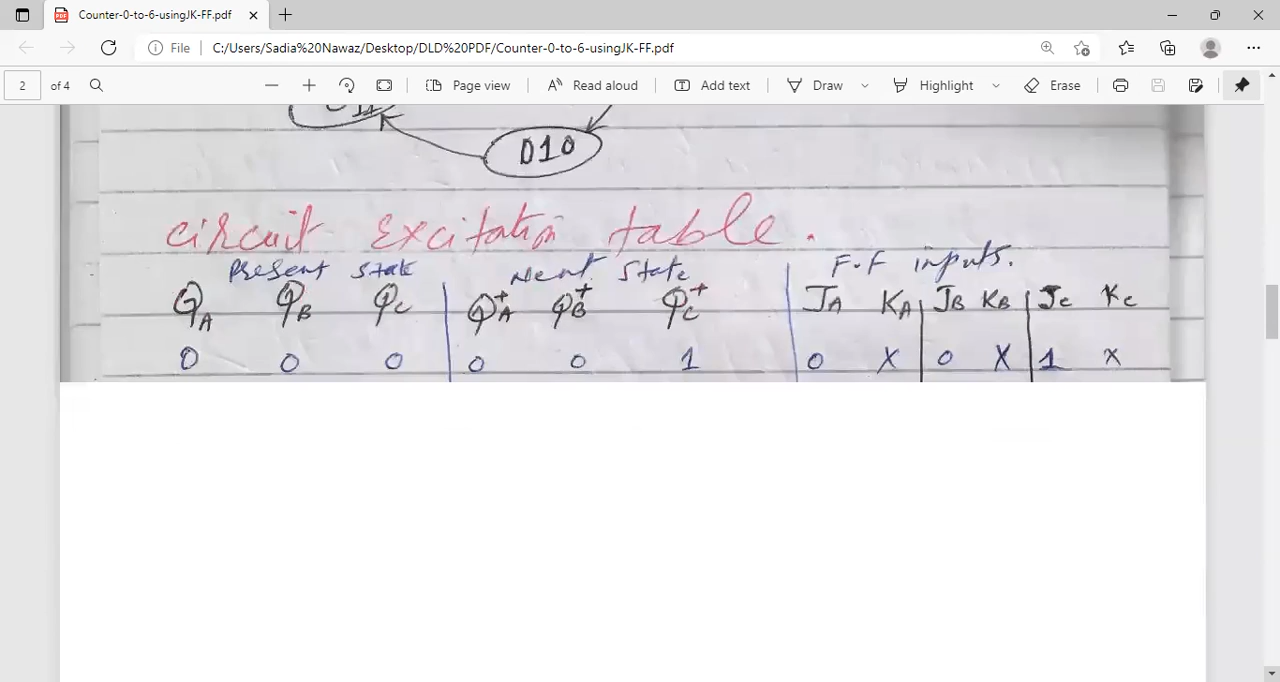 Counter-0-to-6-usingJK-FF.pdf
File C:/Users/Sadia%20Nawaz/Desktop/DLD%20PDF/Counter-0-to-6-usingJK-FF.pdf
2 of 4 Page view Read aloud Add text Draw Highlight Erase
010
circuit Excitation table.
Present State Next State F.F inputs.
QA QB QC QA+ QB+ QC+ JA KA JB KB JC KC
0 0 0 0 0 1 0 X 0 X 1 X